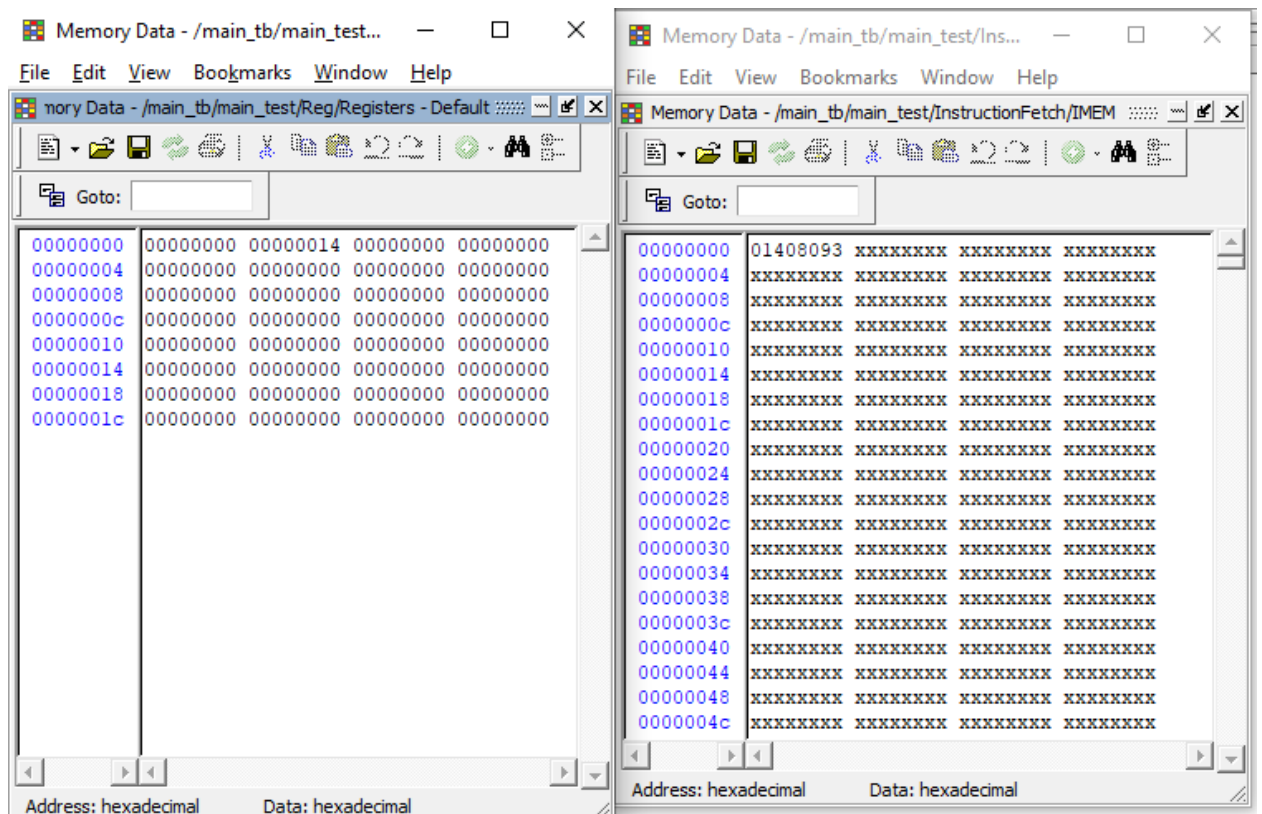 Memory Data - /main_tb/main_test...
File Edit View Bookmarks Window Help
nory Data - /main_tb/main_test/Reg/Registers - Default
Goto:
00000000 00000000 00000014 00000000 00000000
00000004 00000000 00000000 00000000 00000000
00000008 00000000 00000000 00000000 00000000
0000000c 00000000 00000000 00000000 00000000
00000010 00000000 00000000 00000000 00000000
00000014 00000000 00000000 00000000 00000000
00000018 00000000 00000000 00000000 00000000
0000001c 00000000 00000000 00000000 00000000
Address: hexadecimal Data: hexadecimal
Memory Data - /main_tb/main_test/Ins...
File Edit View Bookmarks Window Help
Memory Data - /main_tb/main_test/InstructionFetch/IMEM
Goto:
00000000 01408093 xxxxxxxx xxxxxxxx xxxxxxxx
00000004 xxxxxxxx xxxxxxxx xxxxxxxx xxxxxxxx
00000008 xxxxxxxx xxxxxxxx xxxxxxxx xxxxxxxx
0000000c xxxxxxxx xxxxxxxx xxxxxxxx xxxxxxxx
00000010 xxxxxxxx xxxxxxxx xxxxxxxx xxxxxxxx
00000014 xxxxxxxx xxxxxxxx xxxxxxxx xxxxxxxx
00000018 xxxxxxxx xxxxxxxx xxxxxxxx xxxxxxxx
0000001c xxxxxxxx xxxxxxxx xxxxxxxx xxxxxxxx
00000020 xxxxxxxx xxxxxxxx xxxxxxxx xxxxxxxx
00000024 xxxxxxxx xxxxxxxx xxxxxxxx xxxxxxxx
00000028 xxxxxxxx xxxxxxxx xxxxxxxx xxxxxxxx
0000002c xxxxxxxx xxxxxxxx xxxxxxxx xxxxxxxx
00000030 xxxxxxxx xxxxxxxx xxxxxxxx xxxxxxxx
00000034 xxxxxxxx xxxxxxxx xxxxxxxx xxxxxxxx
00000038 xxxxxxxx xxxxxxxx xxxxxxxx xxxxxxxx
0000003c xxxxxxxx xxxxxxxx xxxxxxxx xxxxxxxx
00000040 xxxxxxxx xxxxxxxx xxxxxxxx xxxxxxxx
00000044 xxxxxxxx xxxxxxxx xxxxxxxx xxxxxxxx
00000048 xxxxxxxx xxxxxxxx xxxxxxxx xxxxxxxx
0000004c xxxxxxxx xxxxxxxx xxxxxxxx xxxxxxxx
Address: hexadecimal Data: hexadecimal